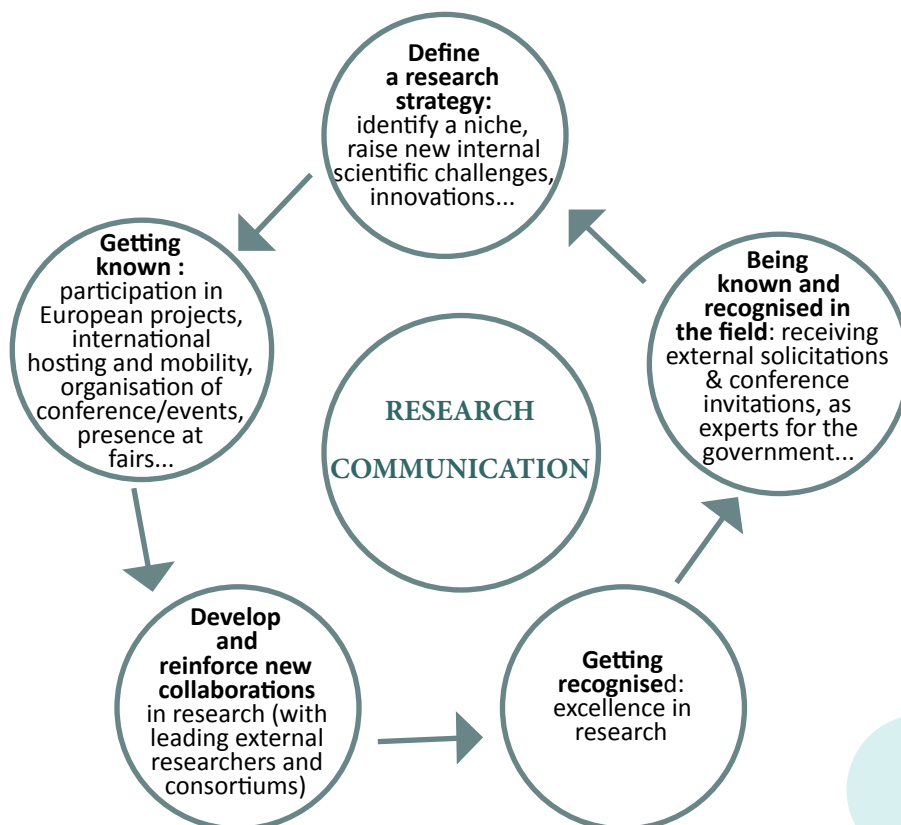 Define
a research
strategy:
identify a niche,
raise new internal
scientific challenges,
innovations...
Getting
known :
participation in
European projects,
international
hosting and mobility,
organisation of
conference/events,
presence at
fairs...
Being
known and
recognised in
the field: receiving
external solicitations
& conference
invitations, as
experts for the
government...
RESEARCH
COMMUNICATION
Develop
and
reinforce new
collaborations
in research (with
leading external
researchers and
consortiums)
Getting
recognised:
excellence in
research